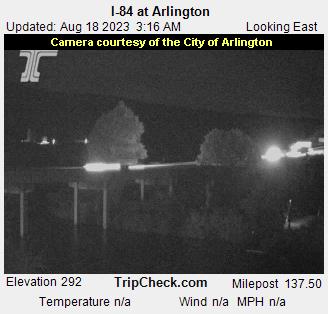 I-84 at Arlington
Updated: Aug 18 2023 3:16 AM Looking East
Camera courtesy of the City of Arlington
Elevation 292 TripCheck.com Milepost 137.50
Temperature n/a Wind n/a MPH n/a